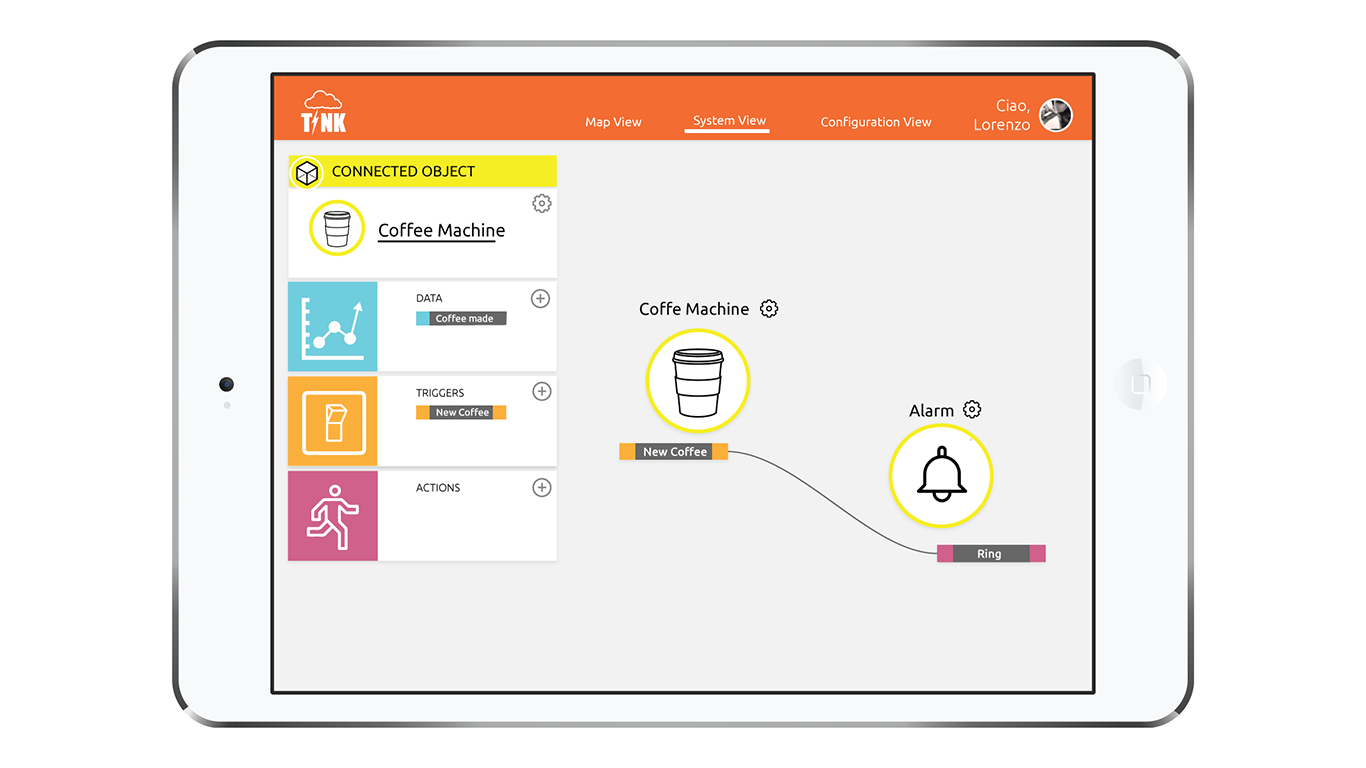 TINK
Map View
System View
Configuration View
Ciao,
Lorenzo
CONNECTED OBJECT
Coffee Machine
DATA
Coffee made
TRIGGERS
New Coffee
ACTIONS
Coffe Machine
New Coffee
Alarm
Ring